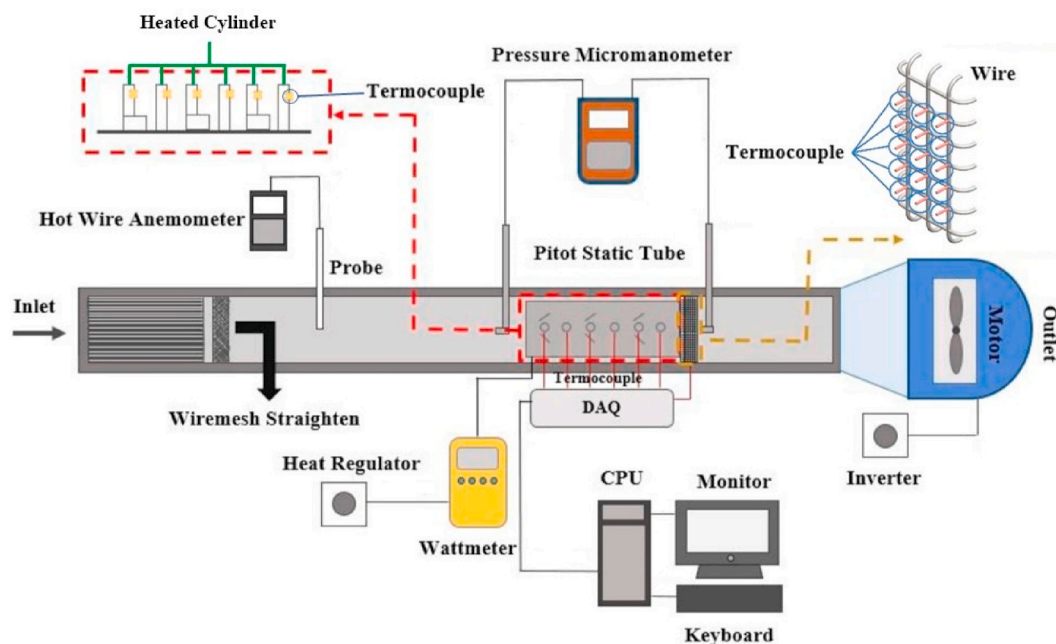 Heated Cylinder
Termocouple
Pressure Micromanometer
Wire
Termocouple
Hot Wire Anemometer
Probe
Pitot Static Tube
Inlet
Motor
Outlet
Wiremesh Straighten
Termocouple
DAQ
Heat Regulator
Wattmeter
CPU
Monitor
Inverter
Keyboard